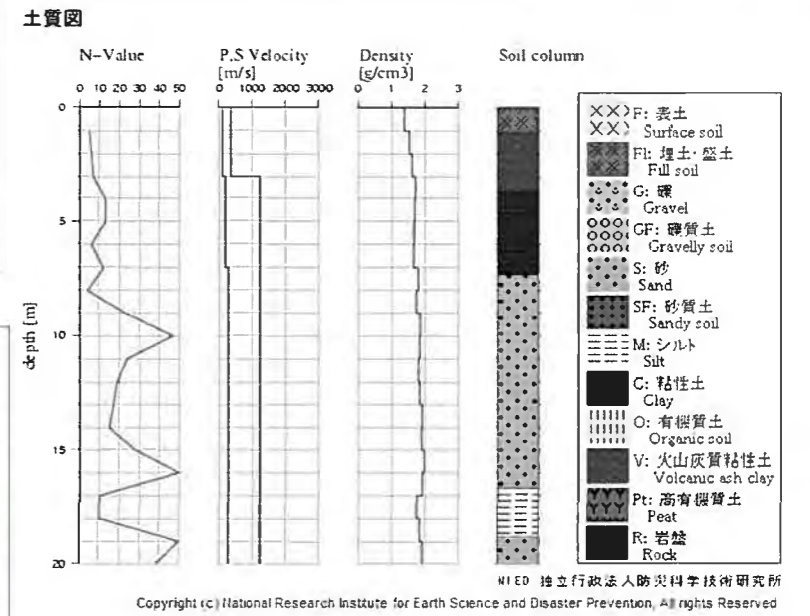 土質図
N-Value
P,S Velocity
[m/s]
Density
[g/cm3]
Soil column
0 10 20 30 40 50
0 1000 2000 3000
0 1 2 3
0
5
10
15
20
depth [m]
F: 表土
Surface soil
Fl: 埋土・盛土
Fill soil
G: 礫
Gravel
GF: 礫質土
Gravelly soil
S: 砂
Sand
SF: 砂質土
Sandy soil
M: シルト
Silt
C: 粘性土
Clay
O: 有機質土
Organic soil
V: 火山灰質粘性土
Volcanic ash clay
Pt: 高有機質土
Peat
R: 岩盤
Rock
NIED 独立行政法人防災科学技術研究所
Copyright (c) National Research Institute for Earth Science and Disaster Prevention, All rights Reserved